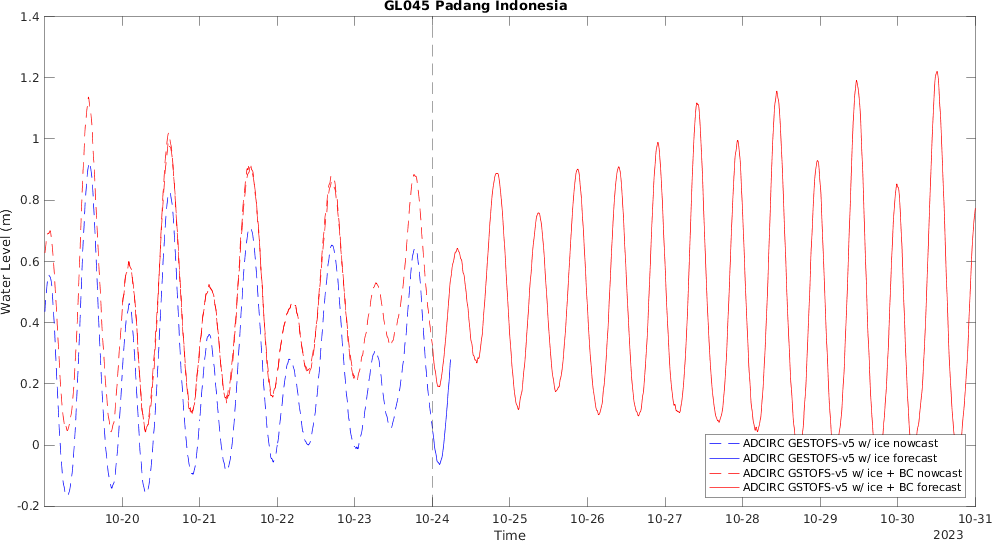 GL045 Padang Indonesia
Water Level (m)
1.4
1.2
1
0.8
0.6
0.4
0.2
0
-0.2
10-20 10-21 10-22 10-23 10-24 10-25 10-26 10-27 10-28 10-29 10-30 10-31
Time
2023
ADCIRC GESTOFS-v5 w/ ice nowcast
ADCIRC GESTOFS-v5 w/ ice forecast
ADCIRC GSTOFS-v5 w/ ice + BC nowcast
ADCIRC GSTOFS-v5 w/ ice + BC forecast